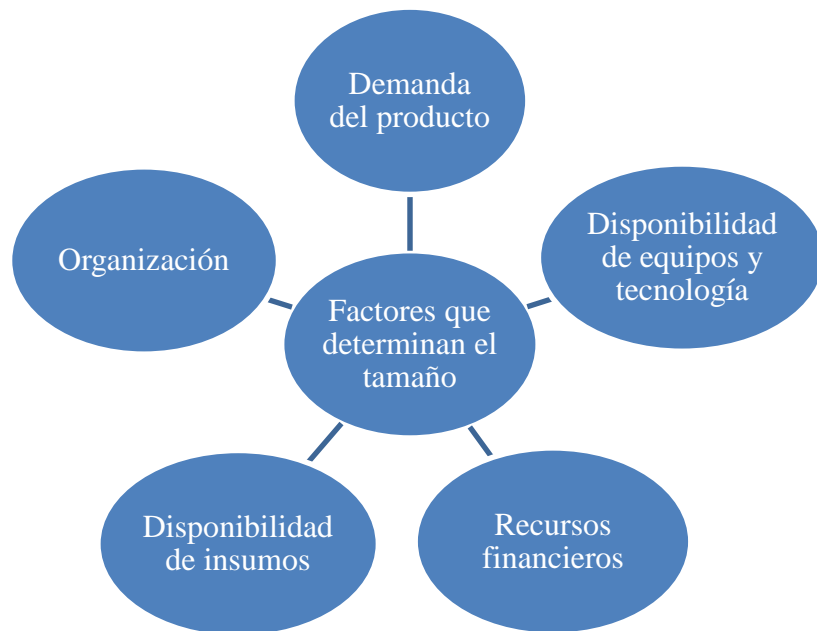 Demanda
del producto
Organización
Disponibilidad
de equipos y
tecnología
Factores que
determinan el
tamaño
Disponibilidad
de insumos
Recursos
financieros